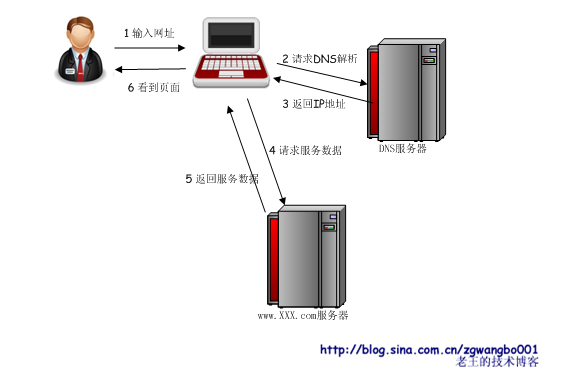 1 输入网址
2 请求DNS解析
6 看到页面
3 返回IP地址
DNS服务器
4 请求服务数据
5 返回服务数据
www.XXX.com服务器
http://blog.sina.com.cn/zgwangbo001
老王的技术博客